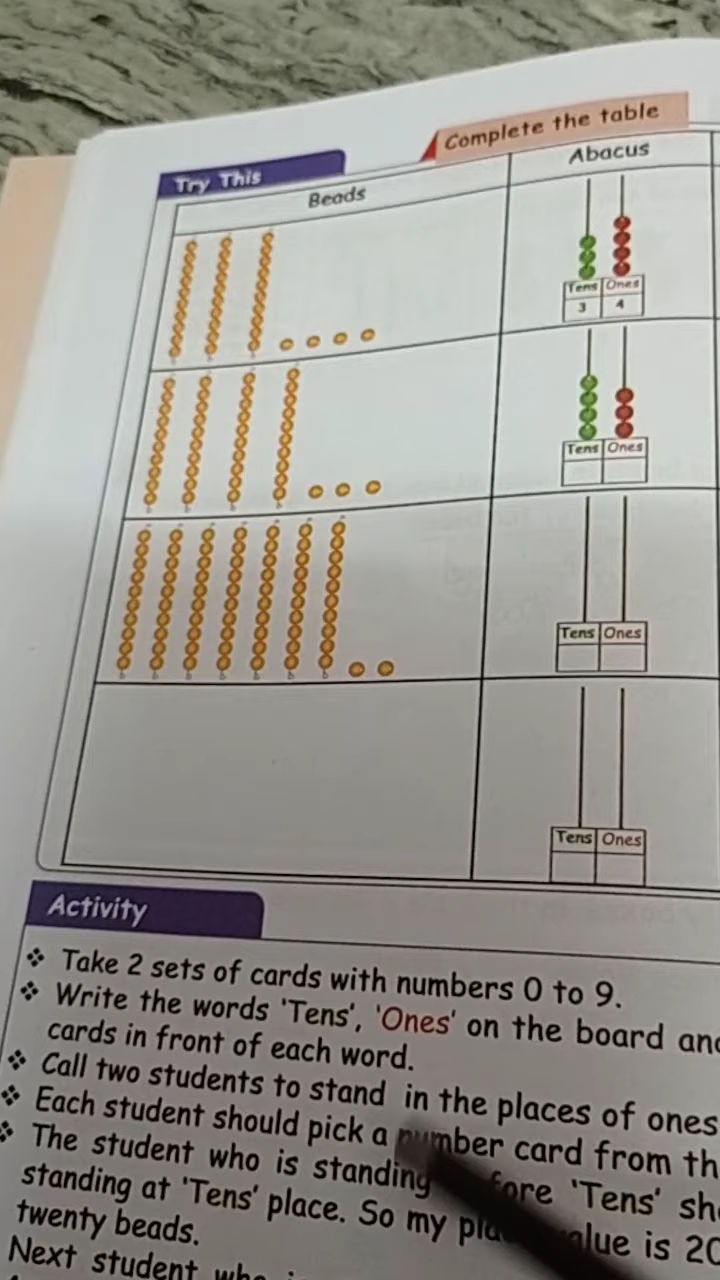 Complete the table
Try This
Beads
Abacus
Tens Ones
3 4
Tens Ones
Tens Ones
Tens Ones
Activity
❖ Take 2 sets of cards with numbers 0 to 9.
❖ Write the words 'Tens', 'Ones' on the board and
cards in front of each word.
❖ Call two students to stand in the places of ones
❖ Each student should pick a number card from th
❖ The student who is standing 'Tens' sh
standing at 'Tens' place. So my value is 20
twenty beads.
Next student